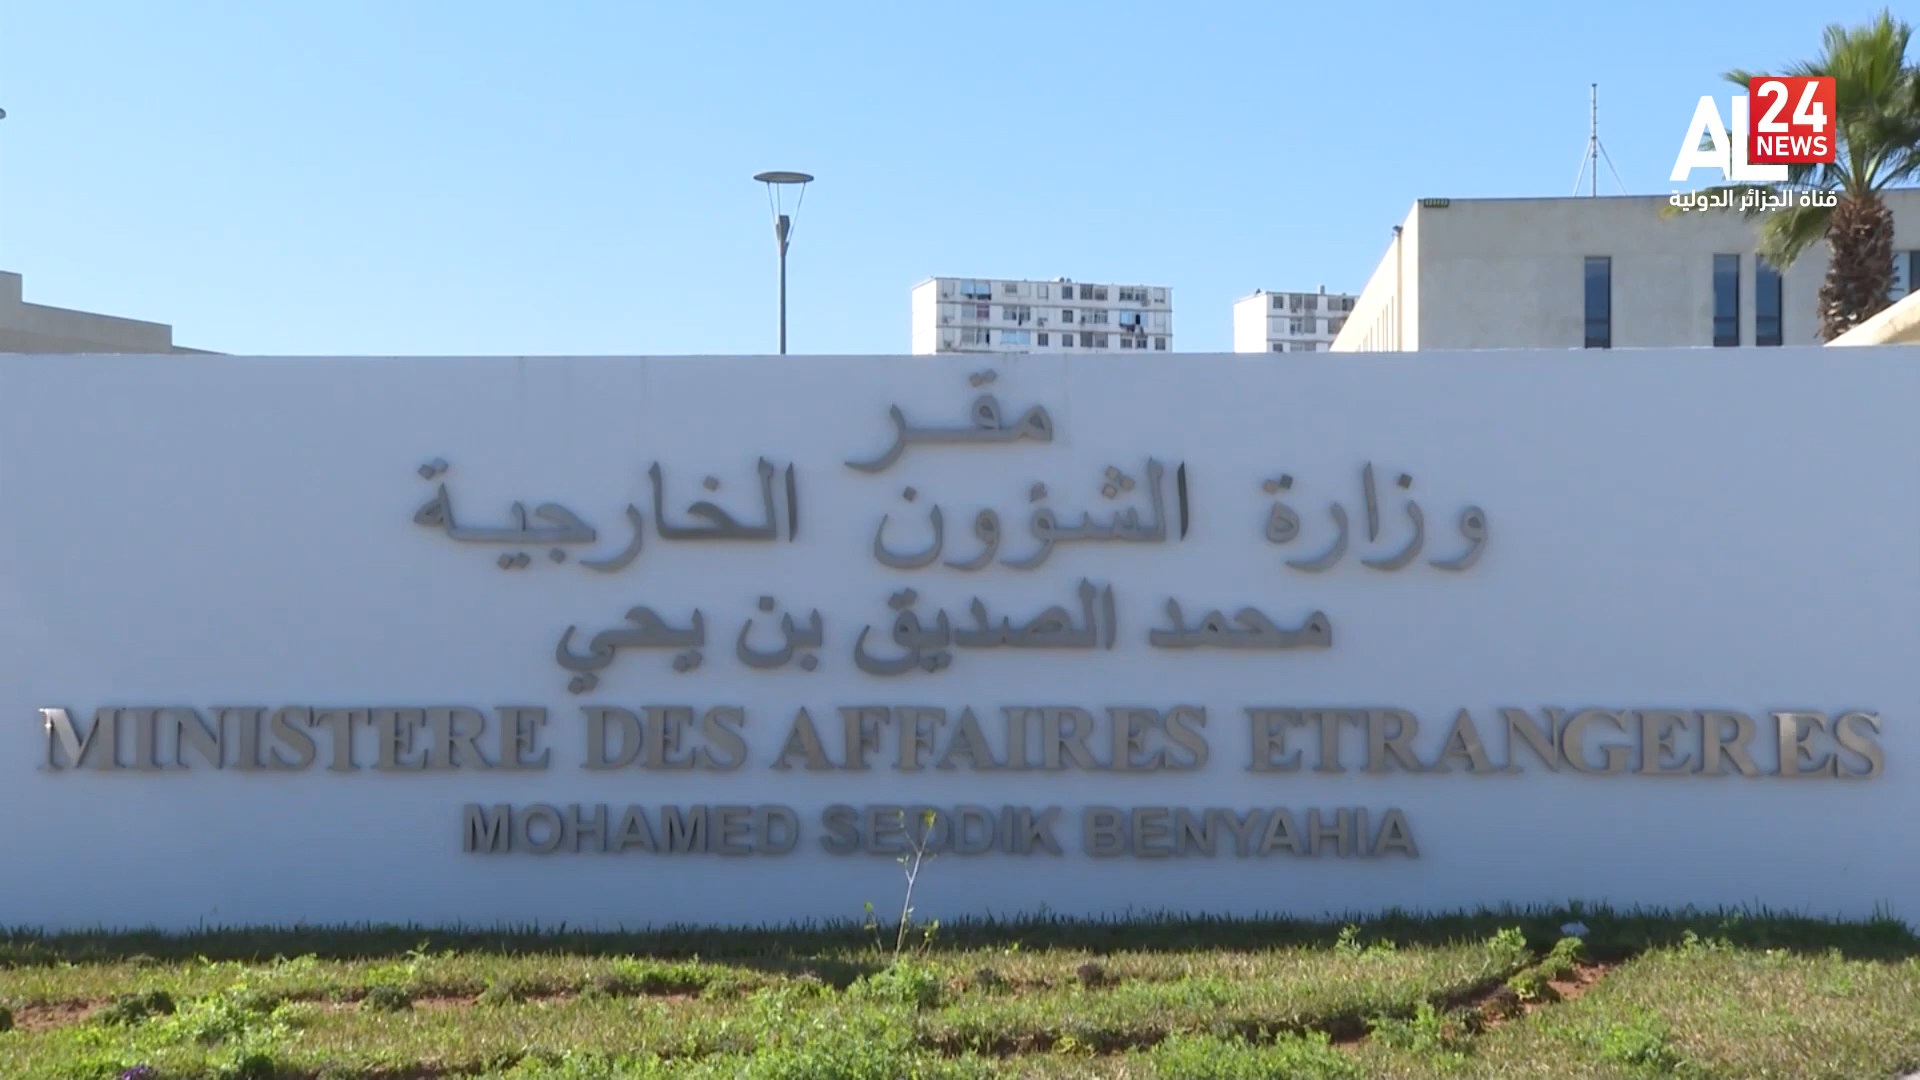 AL
24
NEWS
قناة الجزائر الدولية
مقر
وزارة الشؤون الخارجية
محمد الصديق بن يحي
MINISTERE DES AFFAIRES ETRANGERES
MOHAMED SEDDIK BENYAHIA